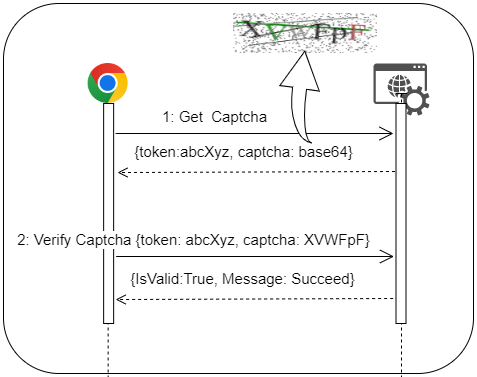 XVWFpF
1: Get Captcha
{token:abcXyz, captcha: base64}
2: Verify Captcha {token: abcXyz, captcha: XVWFpF}
{IsValid:True, Message: Succeed}